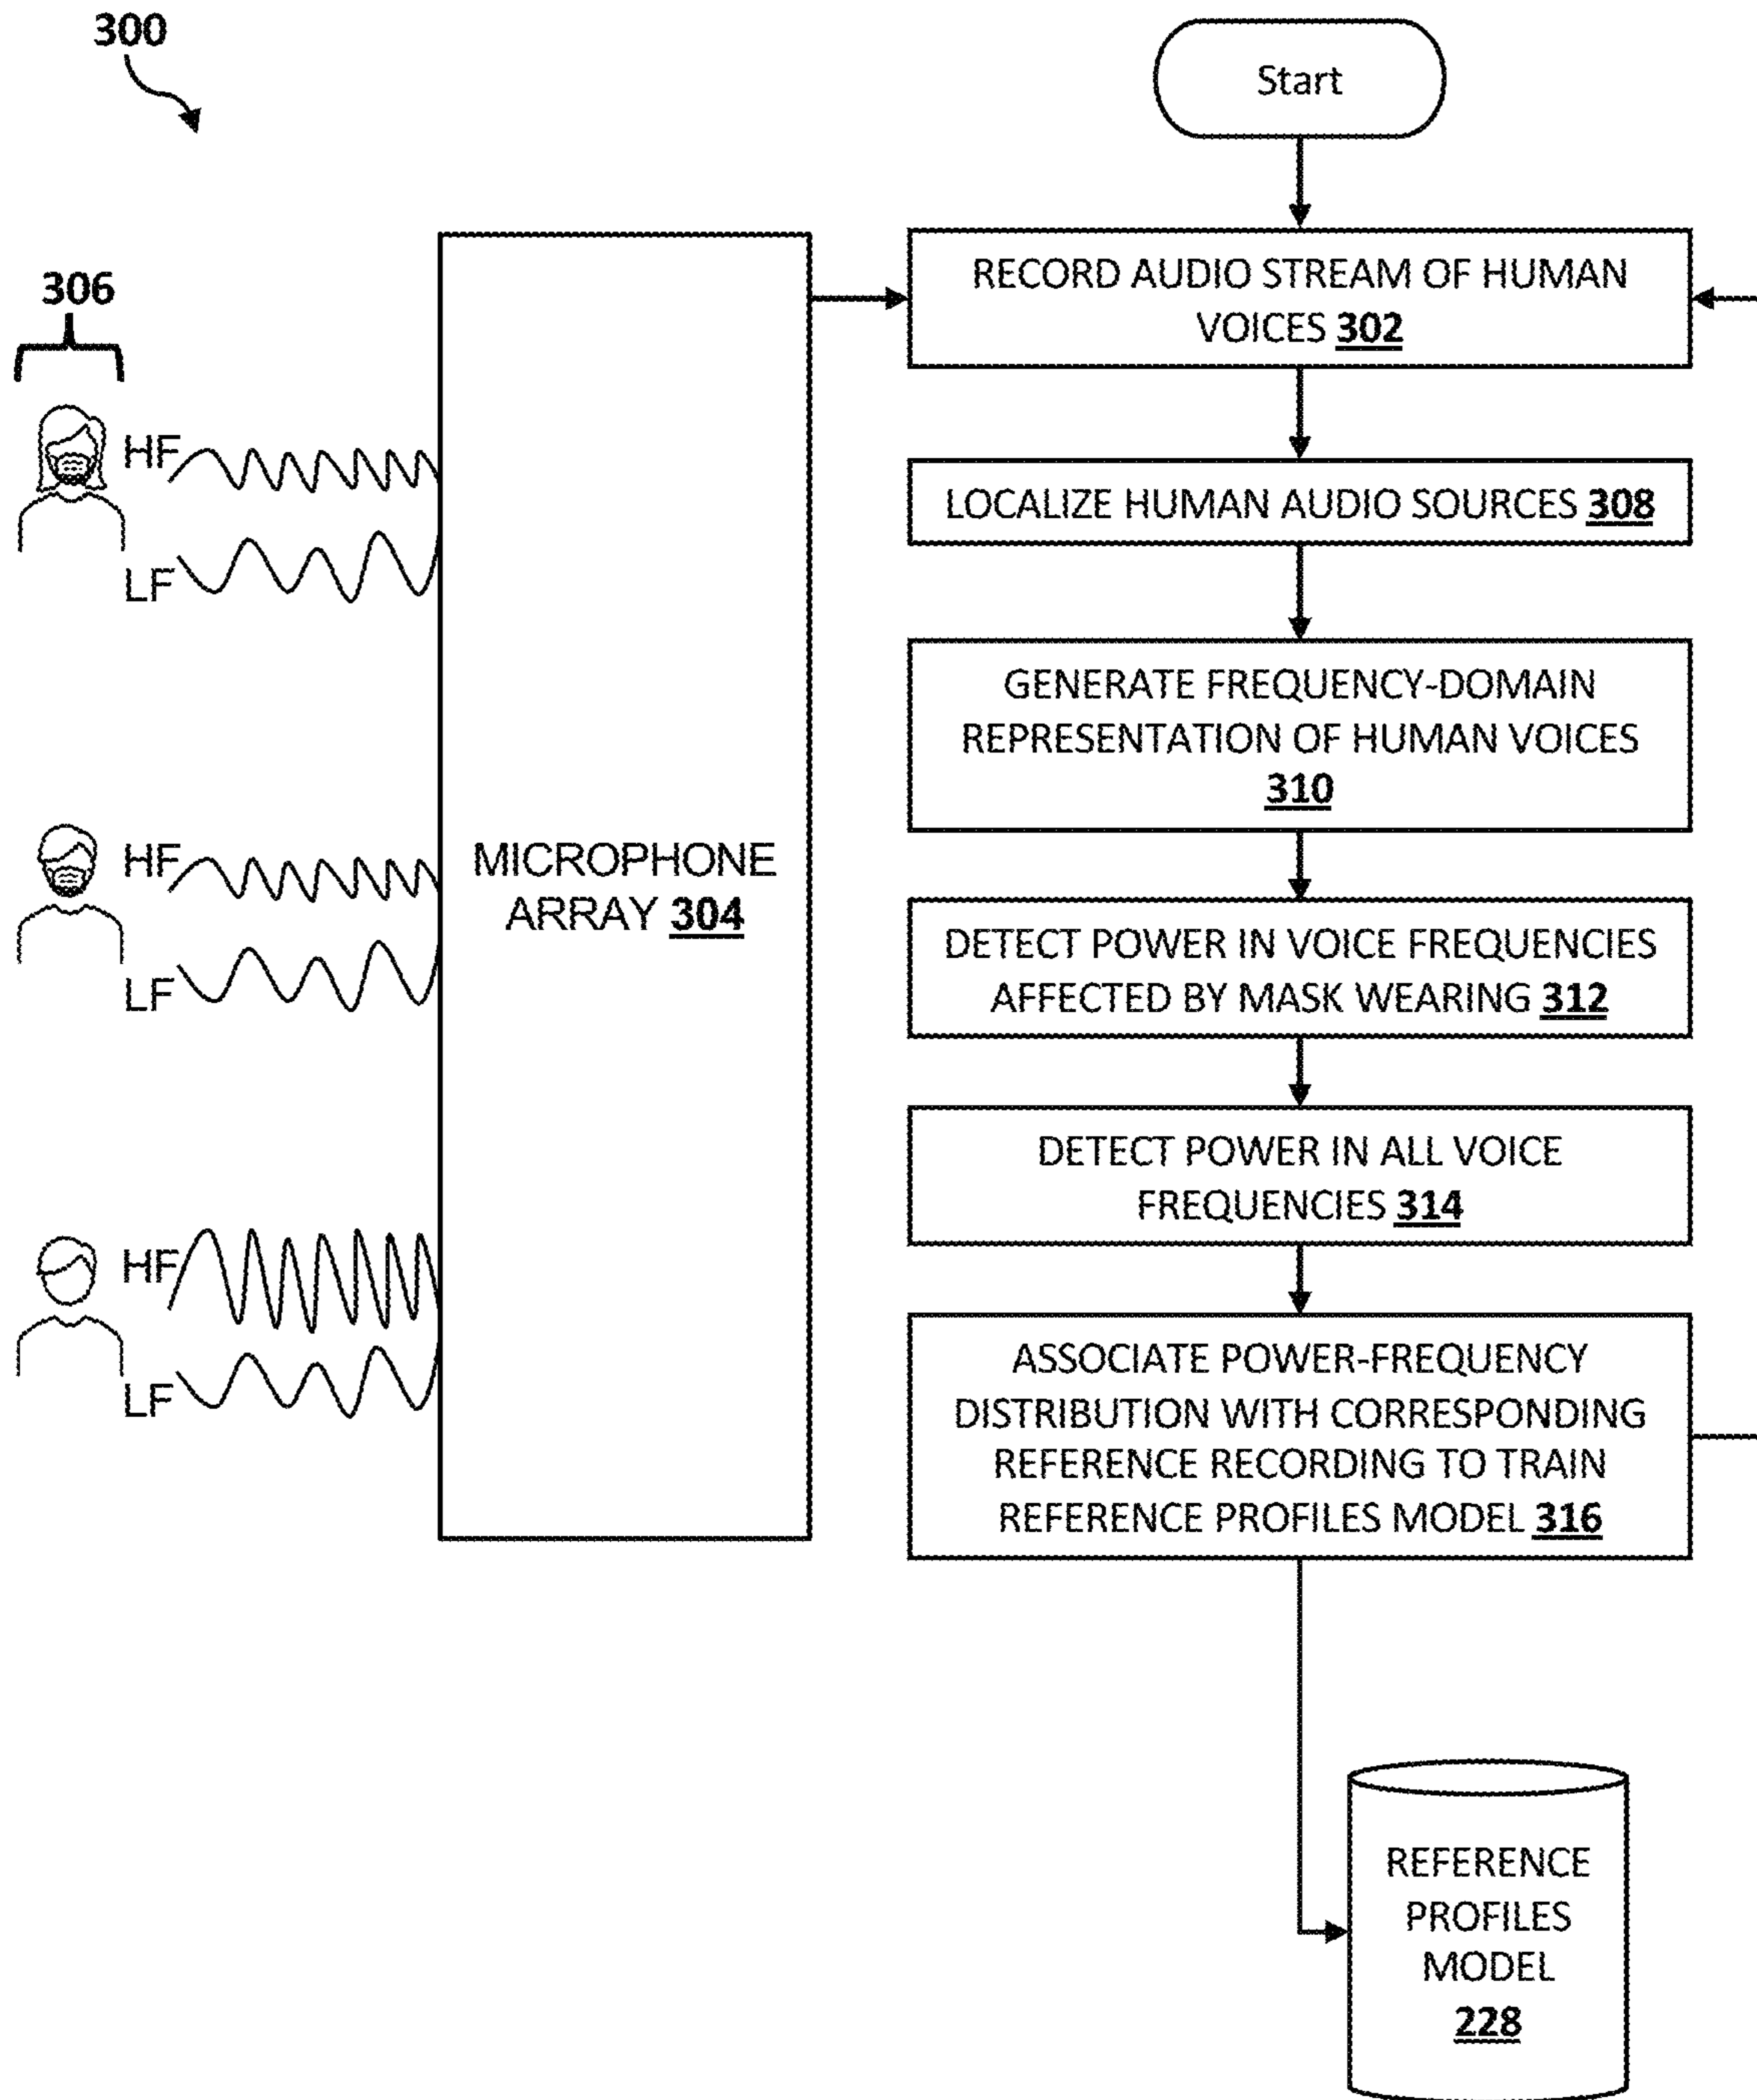 300
Start
306
HF
LF
HF
LF
HF
LF
MICROPHONE
ARRAY 304
RECORD AUDIO STREAM OF HUMAN
VOICES 302
LOCALIZE HUMAN AUDIO SOURCES 308
GENERATE FREQUENCY-DOMAIN
REPRESENTATION OF HUMAN VOICES
310
DETECT POWER IN VOICE FREQUENCIES
AFFECTED BY MASK WEARING 312
DETECT POWER IN ALL VOICE
FREQUENCIES 314
ASSOCIATE POWER-FREQUENCY
DISTRIBUTION WITH CORRESPONDING
REFERENCE RECORDING TO TRAIN
REFERENCE PROFILES MODEL 316
REFERENCE
PROFILES
MODEL
228